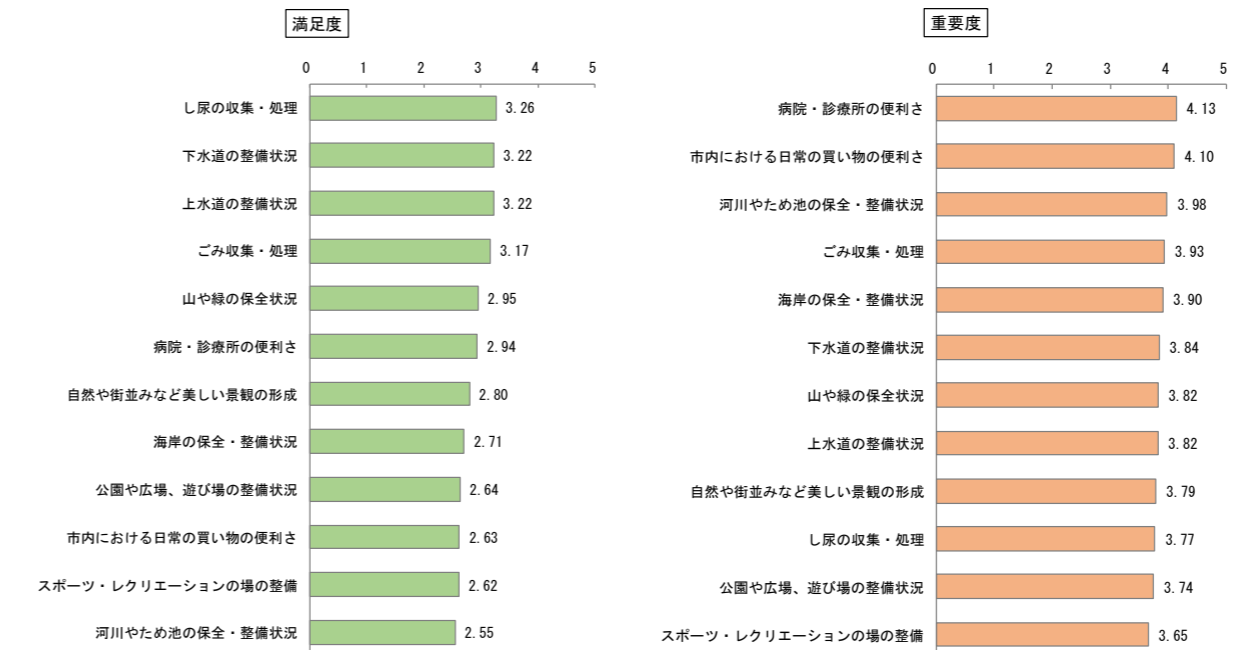 満足度
0 1 2 3 4 5
し尿の収集・処理 3.26
下水道の整備状況 3.22
上水道の整備状況 3.22
ごみ収集・処理 3.17
山や緑の保全状況 2.95
病院・診療所の便利さ 2.94
自然や街並みなど美しい景観の形成 2.80
海岸の保全・整備状況 2.71
公園や広場、遊び場の整備状況 2.64
市内における日常の買い物の便利さ 2.63
スポーツ・レクリエーションの場の整備 2.62
河川やため池の保全・整備状況 2.55
重要度
0 1 2 3 4 5
病院・診療所の便利さ 4.13
市内における日常の買い物の便利さ 4.10
河川やため池の保全・整備状況 3.98
ごみ収集・処理 3.93
海岸の保全・整備状況 3.90
下水道の整備状況 3.84
山や緑の保全状況 3.82
上水道の整備状況 3.82
自然や街並みなど美しい景観の形成 3.79
し尿の収集・処理 3.77
公園や広場、遊び場の整備状況 3.74
スポーツ・レクリエーションの場の整備 3.65